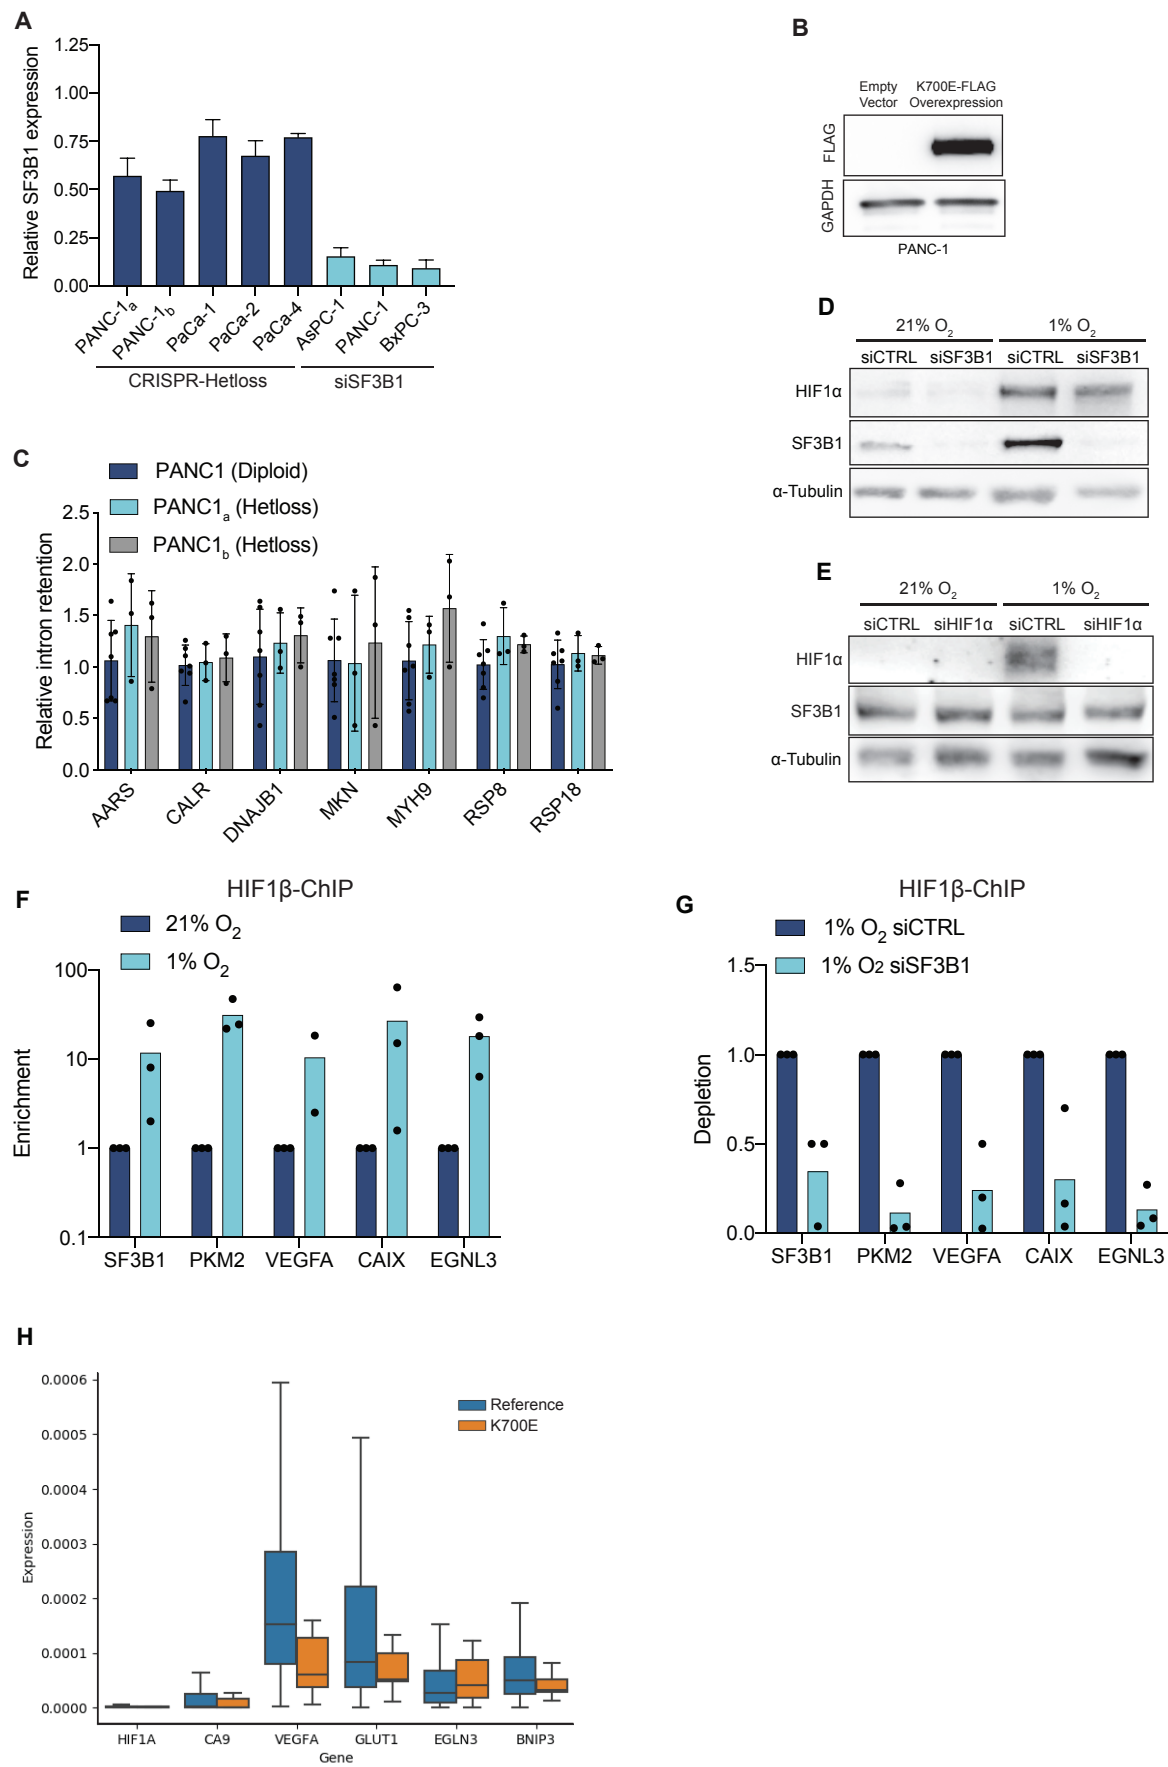 A
Relative SF3B1 expression
1.25
1.00
0.75
0.50
0.25
0.00
PANC-1a
PANC-1b
PaCa-1
PaCa-2
PaCa-4
AsPC-1
PANC-1
BxPC-3
CRISPR-Hetloss
siSF3B1
B
Empty Vector
K700E-FLAG Overexpression
FLAG
GAPDH
PANC-1
C
PANC1 (Diploid)
PANC1a (Hetloss)
PANC1b (Hetloss)
Relative intron retention
2.5
2.0
1.5
1.0
0.5
0.0
AARS
CALR
DNAJB1
MKN
MYH9
RSP8
RSP18
D
21% O2
1% O2
siCTRL siSF3B1 siCTRL siSF3B1
HIF1α
SF3B1
α-Tubulin
E
21% O2
1% O2
siCTRL siHIF1α siCTRL siHIF1α
HIF1α
SF3B1
α-Tubulin
F
HIF1β-ChIP
21% O2
1% O2
Enrichment
100
10
1
0.1
SF3B1 PKM2 VEGFA CAIX EGNL3
G
HIF1β-ChIP
1% O2 siCTRL
1% O2 siSF3B1
Depletion
1.5
1.0
0.5
0.0
SF3B1 PKM2 VEGFA CAIX EGNL3
H
Expression
0.0006
0.0005
0.0004
0.0003
0.0002
0.0001
0.0000
Reference
K700E
HIF1A CA9 VEGFA GLUT1 EGLN3 BNIP3
Gene